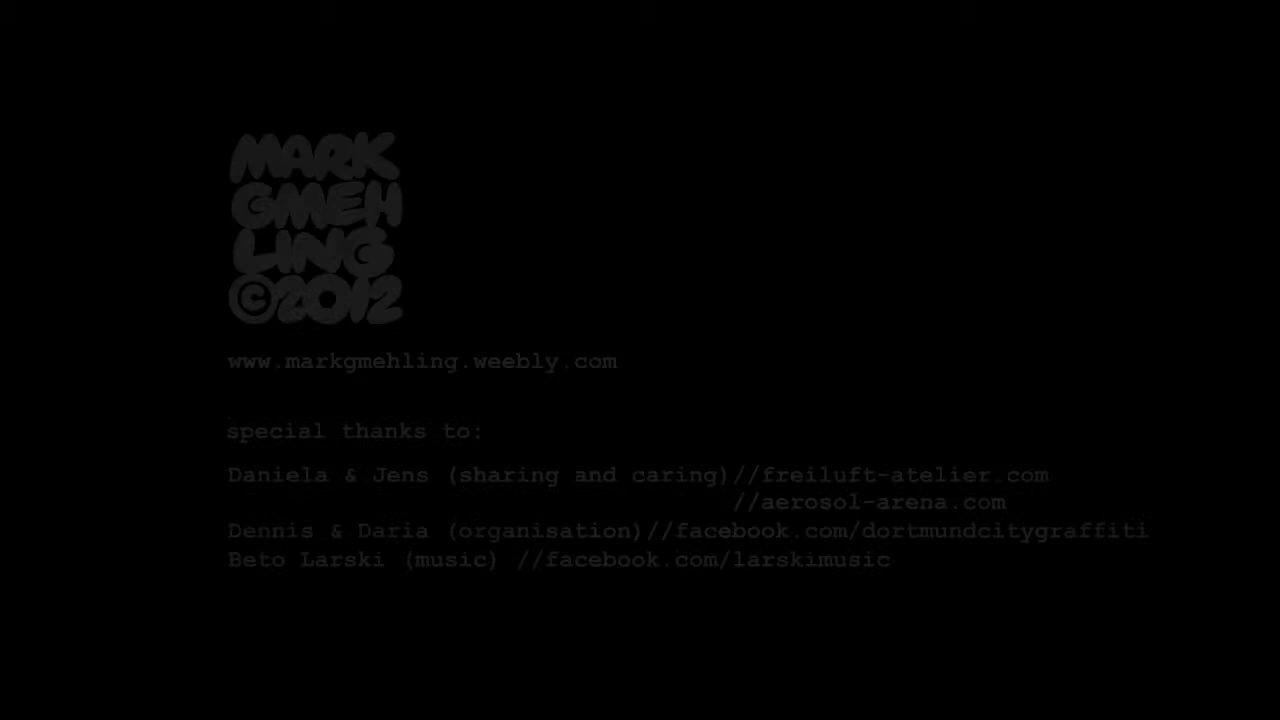 MARK
GMEH
LING
©2012
www.markgmehling.weebly.com
special thanks to:
Daniela & Jens (sharing and caring)//freiluft-atelier.com
//aerosol-arena.com
Dennis & Daria (organisation)//facebook.com/dortmundcitygraffiti
Beto Larski (music) //facebook.com/larskimusic